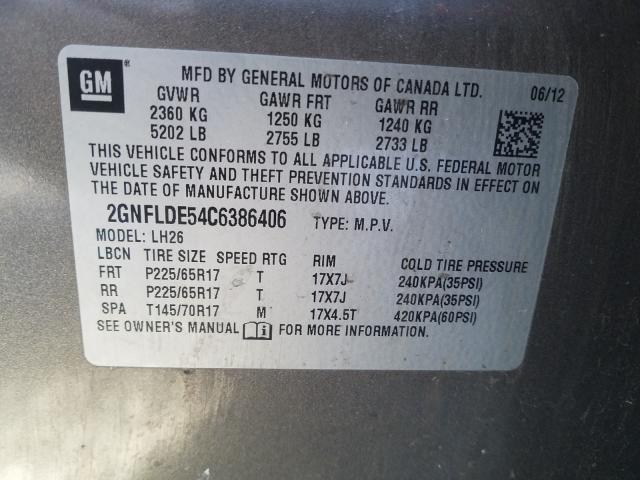 GM
MFD BY GENERAL MOTORS OF CANADA LTD. 06/12
GVWR GAWR FRT GAWR RR
2360 KG 1250 KG 1240 KG
5202 LB 2755 LB 2733 LB
THIS VEHICLE CONFORMS TO ALL APPLICABLE U.S. FEDERAL MOTOR
VEHICLE SAFETY AND THEFT PREVENTION STANDARDS IN EFFECT ON
THE DATE OF MANUFACTURE SHOWN ABOVE.
2GNFLDE54C6386406 TYPE: M.P.V.
MODEL: LH26
LBCN TIRE SIZE SPEED RTG RIM COLD TIRE PRESSURE
FRT P225/65R17 T 17X7J 240KPA(35PSI)
RR P225/65R17 T 17X7J 240KPA(35PSI)
SPA T145/70R17 M 17X4.5T 420KPA(60PSI)
SEE OWNER'S MANUAL FOR MORE INFORMATION.